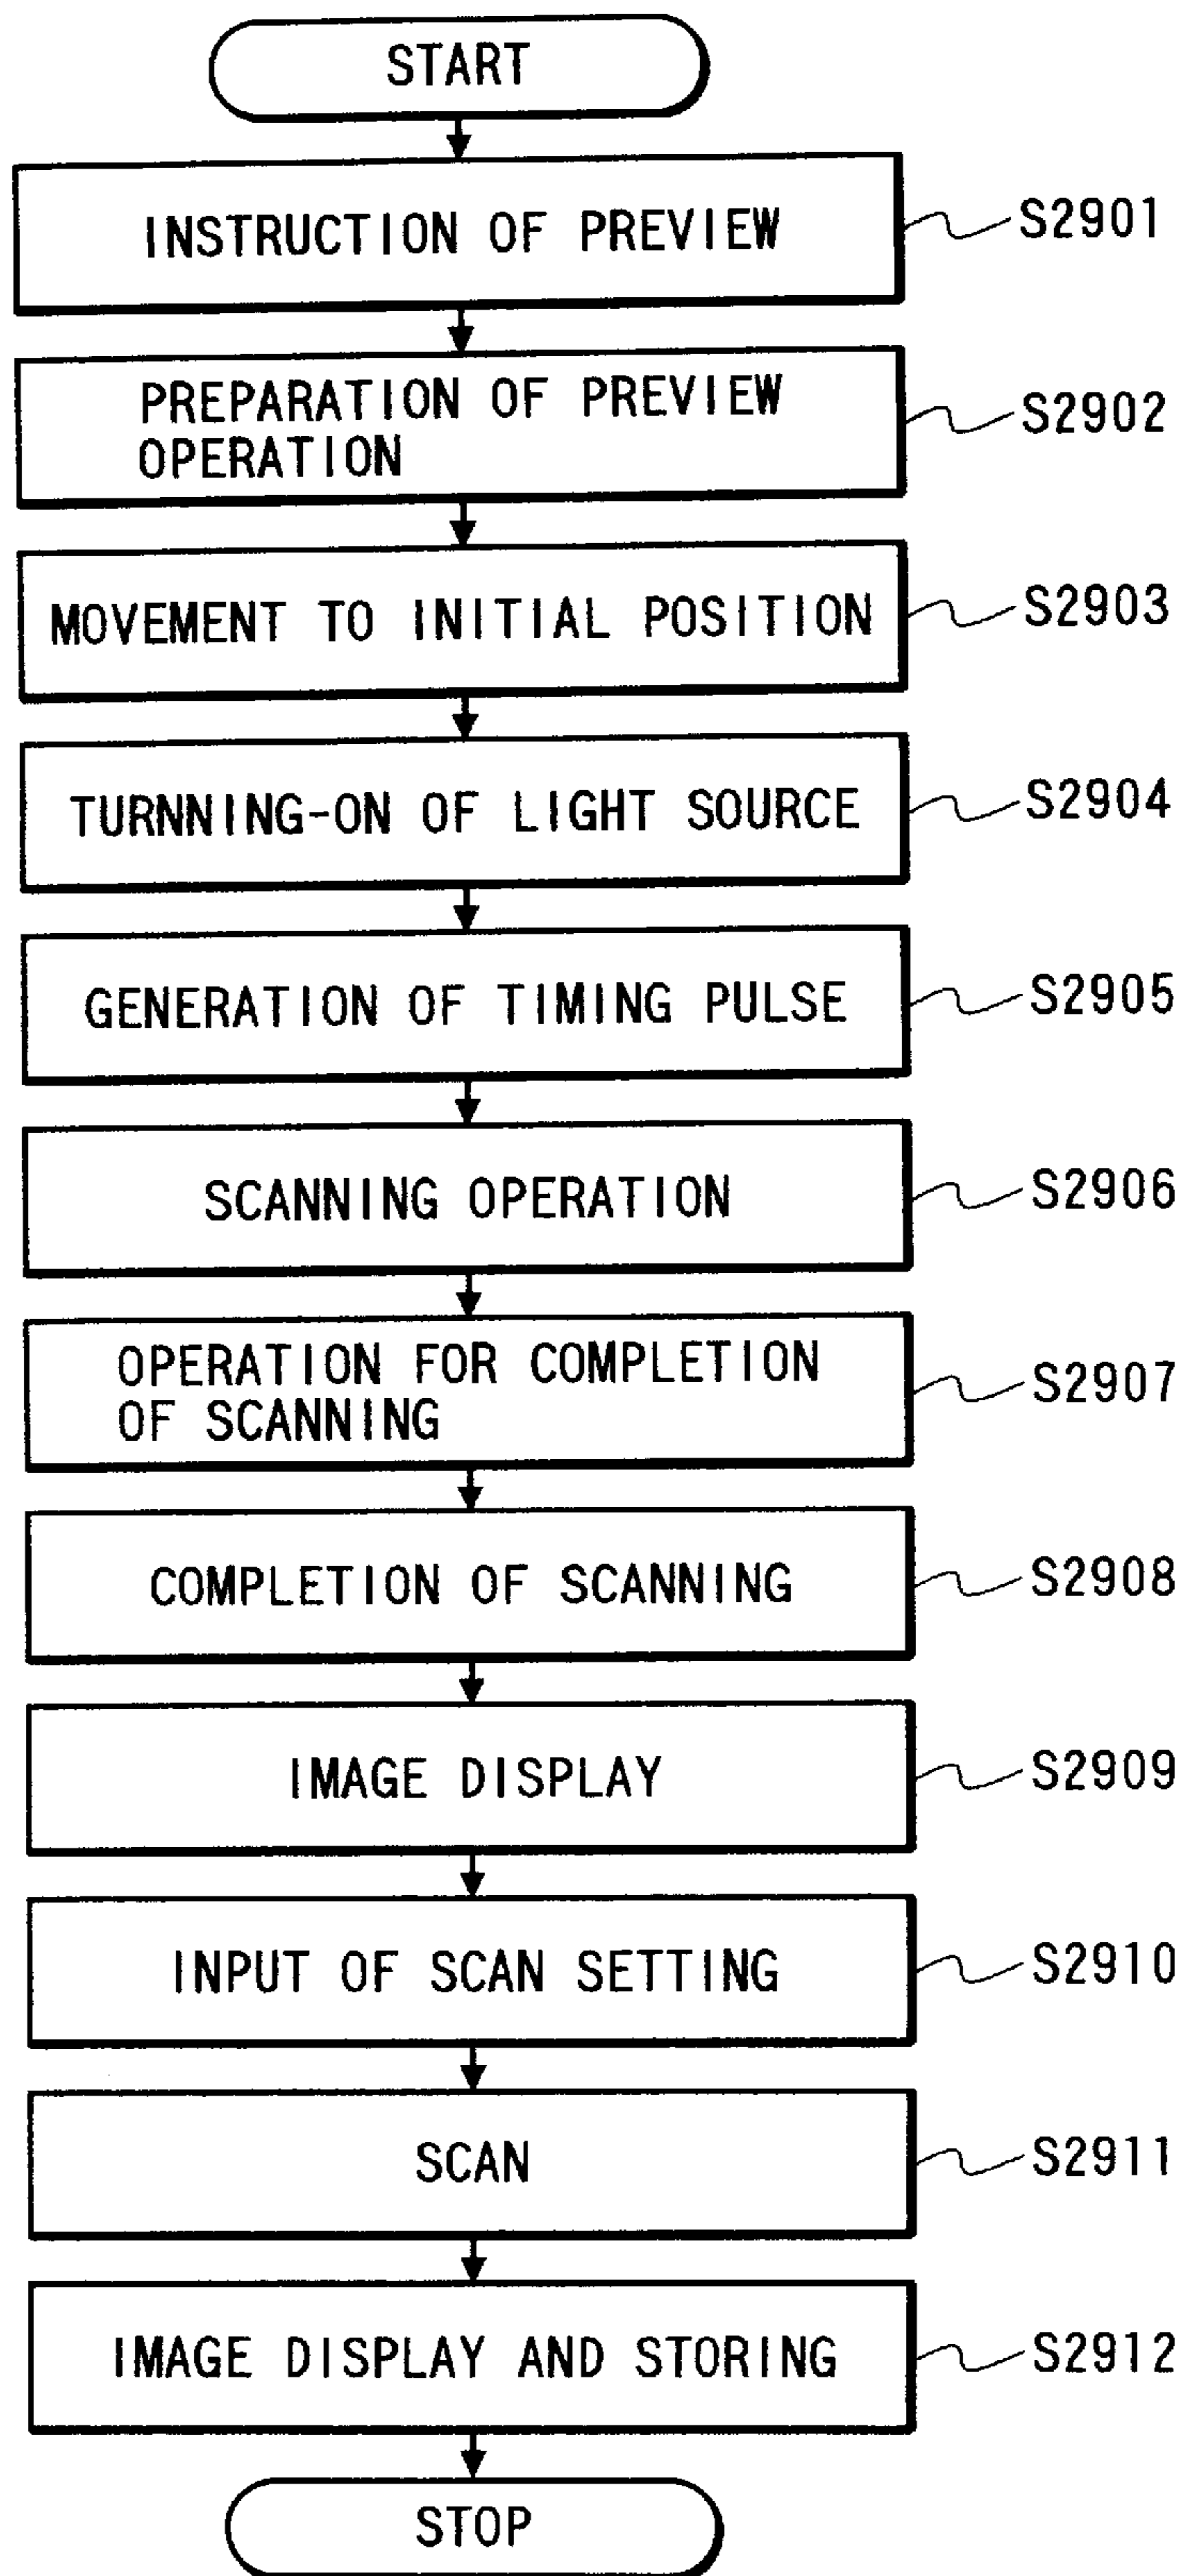 START
INSTRUCTION OF PREVIEW
S2901
PREPARATION OF PREVIEW
OPERATION
S2902
MOVEMENT TO INITIAL POSITION
S2903
TURNNING-ON OF LIGHT SOURCE
S2904
GENERATION OF TIMING PULSE
S2905
SCANNING OPERATION
S2906
OPERATION FOR COMPLETION
OF SCANNING
S2907
COMPLETION OF SCANNING
S2908
IMAGE DISPLAY
S2909
INPUT OF SCAN SETTING
S2910
SCAN
S2911
IMAGE DISPLAY AND STORING
S2912
STOP